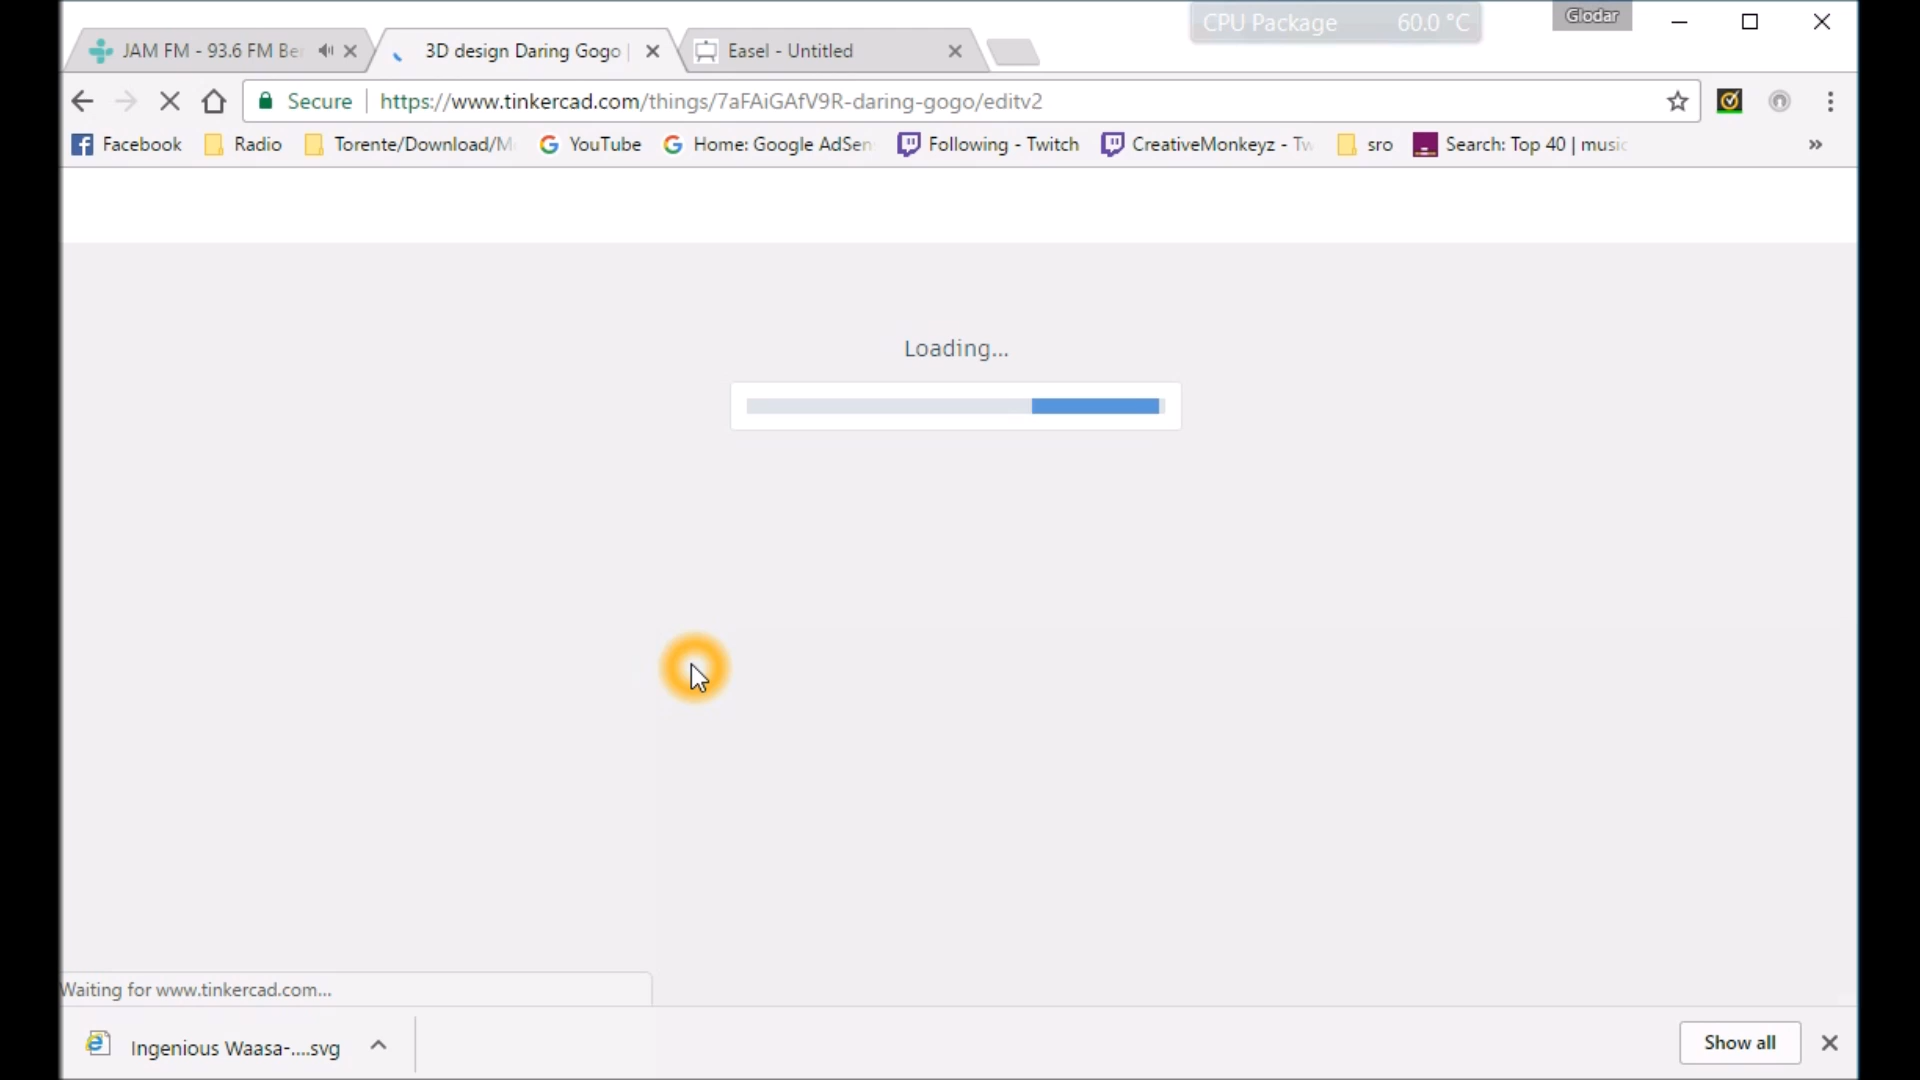 CPU Package 60.0 °C
Glodar
JAM FM - 93.6 FM Be
3D design Daring Gogo |
Easel - Untitled
Secure | https://www.tinkercad.com/things/7aFAiGAfV9R-daring-gogo/editv2
Facebook Radio Torente/Download/M YouTube Home: Google AdSen Following - Twitch CreativeMonkeyz - Tw sro Search: Top 40 | music »
Loading...
Waiting for www.tinkercad.com...
Ingenious Waasa-....svg
Show all